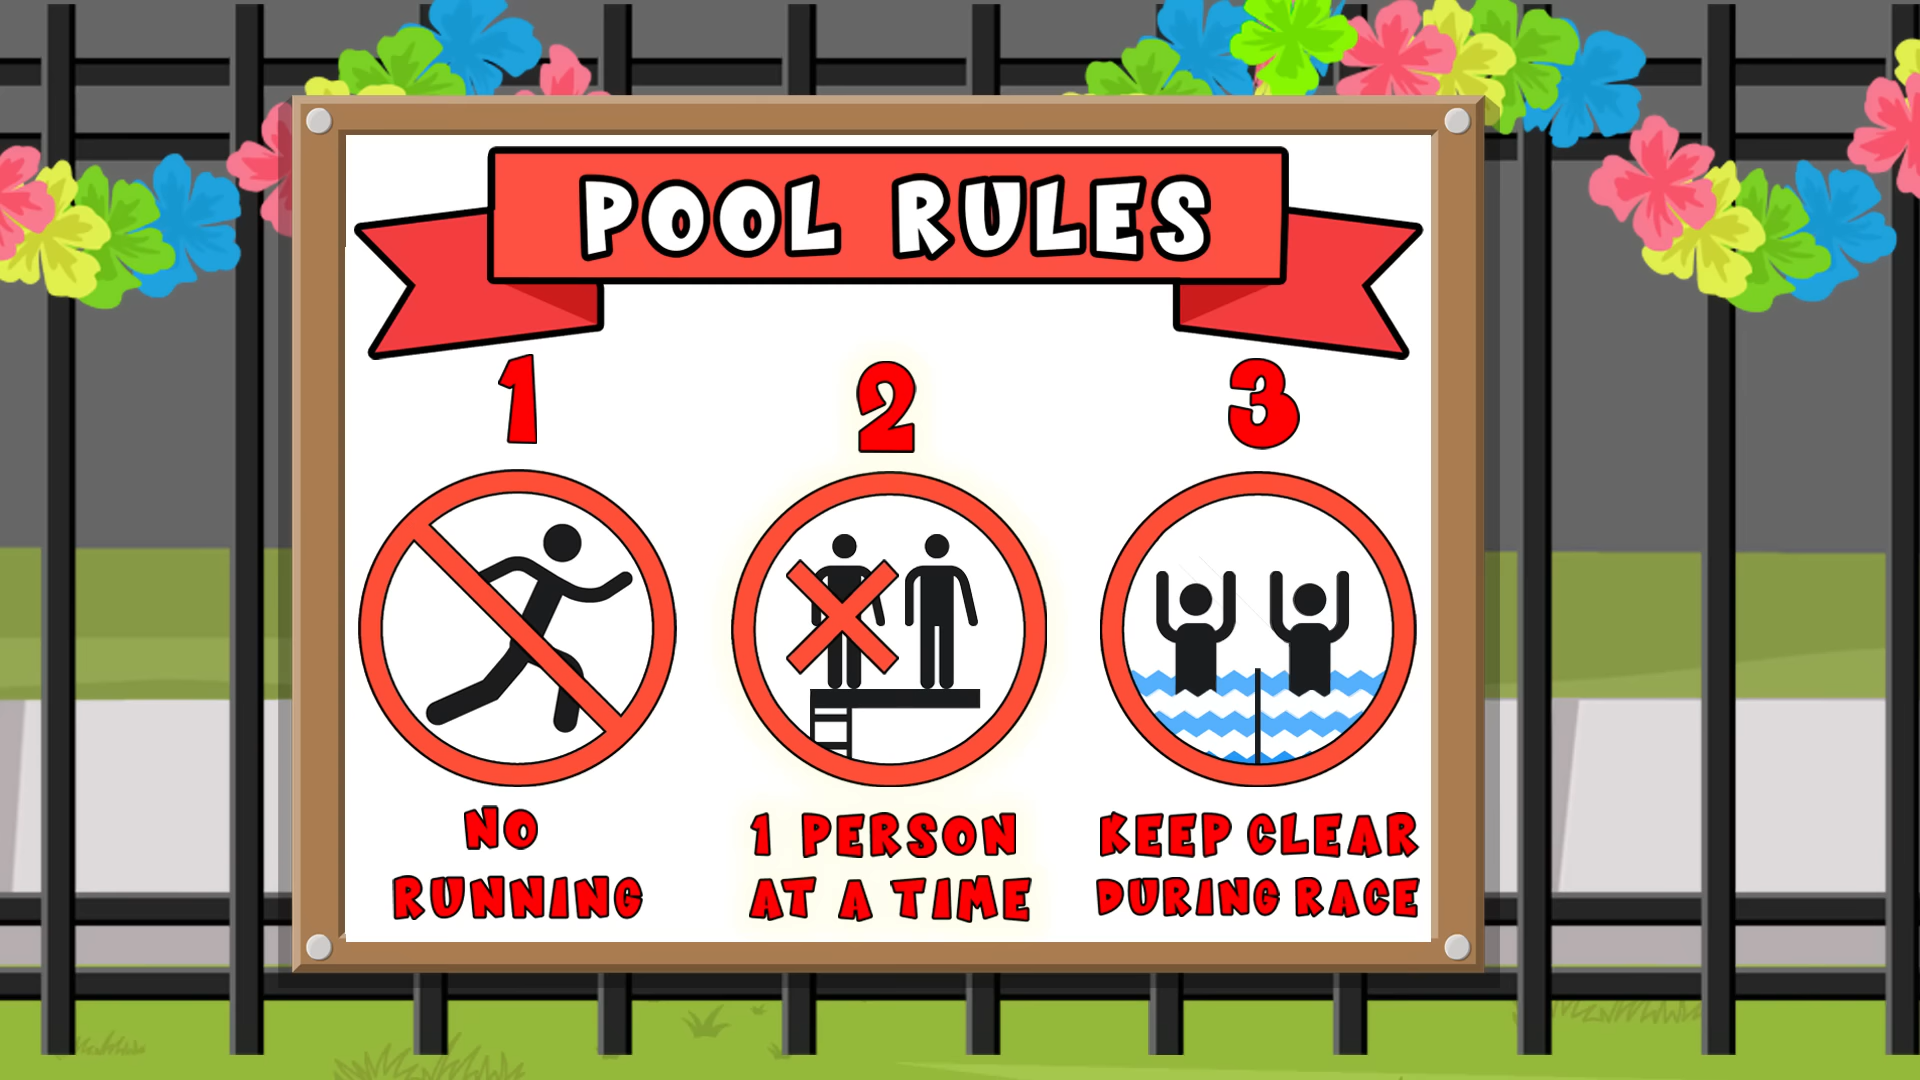 POOL RULES
1
2
3
NO
RUNNING
1 PERSON
AT A TIME
KEEP CLEAR
DURING RACE